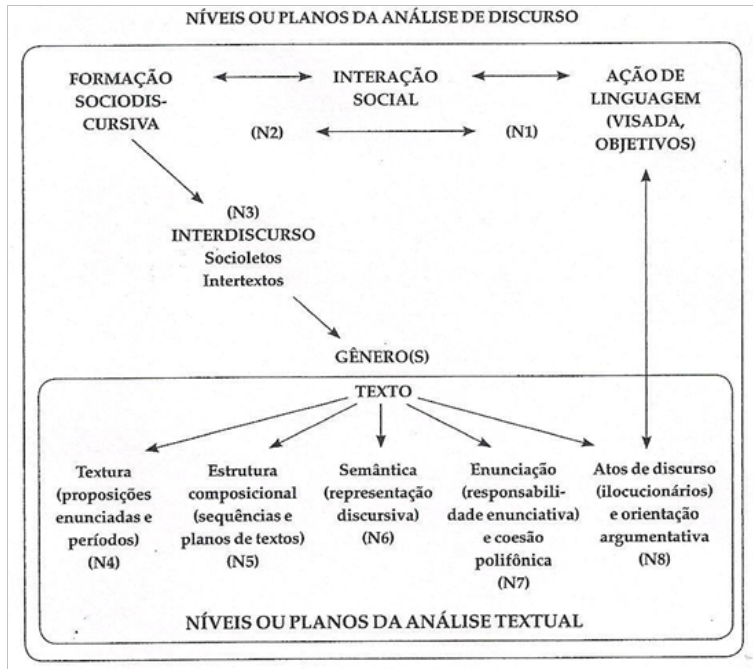 NÍVEIS OU PLANOS DA ANÁLISE DE DISCURSO
FORMAÇÃO
SOCIODIS-
CURSIVA
INTERAÇÃO
SOCIAL
AÇÃO DE
LINGUAGEM
(VISADA,
OBJETIVOS)
(N2)
(N1)
(N3)
INTERDISCURSO
Socioletos
Intertextos
GÊNERO(S)
TEXTO
Textura
(proposições
enunciadas e
períodos)
(N4)
Estrutura
composicional
(sequências e
planos de textos)
(N5)
Semântica
(representação
discursiva)
(N6)
Enunciação
(responsabili-
dade enunciativa)
e coesão
polifônica
(N7)
Atos de discurso
(ilocucionários)
e orientação
argumentativa
(N8)
NÍVEIS OU PLANOS DA ANÁLISE TEXTUAL